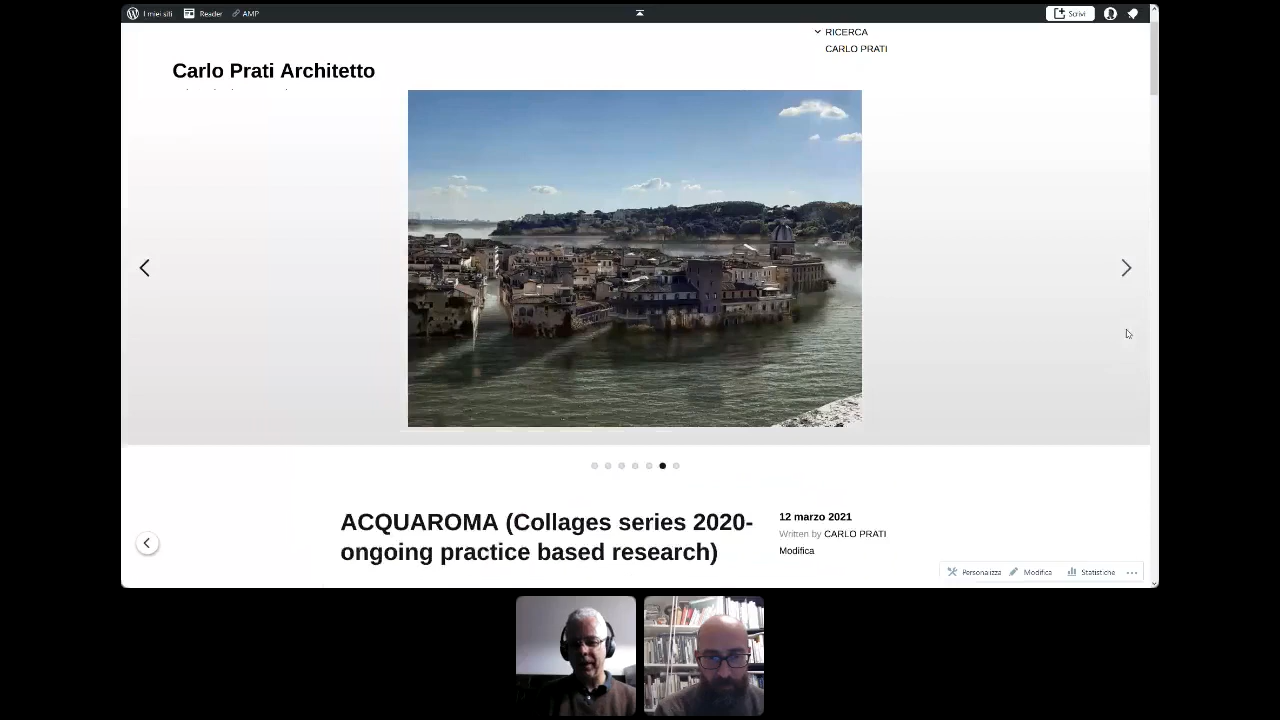 I miei siti Reader AMP Scrivi
RICERCA
CARLO PRATI
Carlo Prati Architetto
ACQUAROMA (Collages series 2020-
ongoing practice based research)
12 marzo 2021
Written by CARLO PRATI
Modifica
Personalizza Modifica Statistiche ...